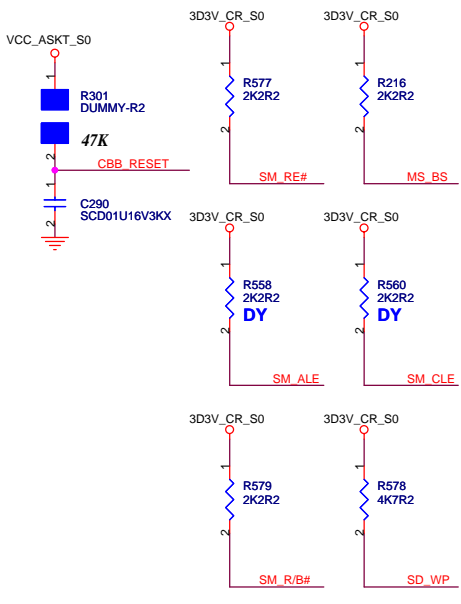 3D3V_CR_S0
3D3V_CR_S0
VCC_ASKT_S0
1
R301
DUMMY-R2
47K
2
CBB_RESET
1
C290
SCD01U16V3KX
2
1
R577
2K2R2
2
SM_RE#
1
R216
2K2R2
2
MS_BS
3D3V_CR_S0
3D3V_CR_S0
1
R558
2K2R2
DY
2
SM_ALE
1
R560
2K2R2
DY
2
SM_CLE
3D3V_CR_S0
3D3V_CR_S0
1
R579
2K2R2
2
SM_R/B#
1
R578
4K7R2
2
SD_WP